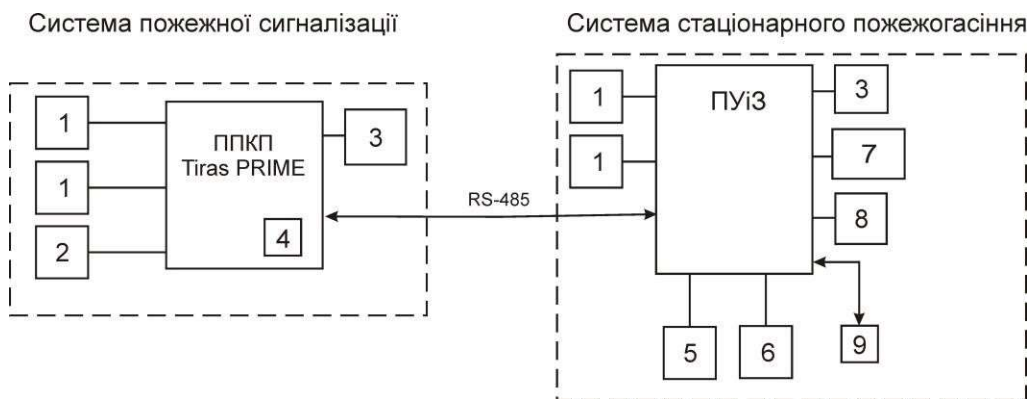 Система пожежної сигналізації
Система стаціонарного пожежогасіння
1
1
2
ППКП
Tiras PRIME
4
3
RS-485
1
1
ПУіЗ
3
7
8
5
6
9